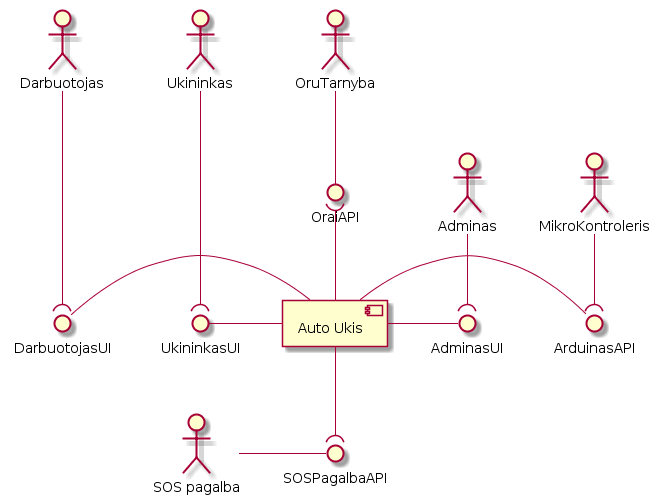 Darbuotojas
Ukininkas
OruTarnyba
OraiAPI
Adminas
MikroKontroleris
Auto Ukis
DarbuotojasUI
UkininkasUI
AdminasUI
ArduinasAPI
SOS pagalba
SOSPagalbaAPI